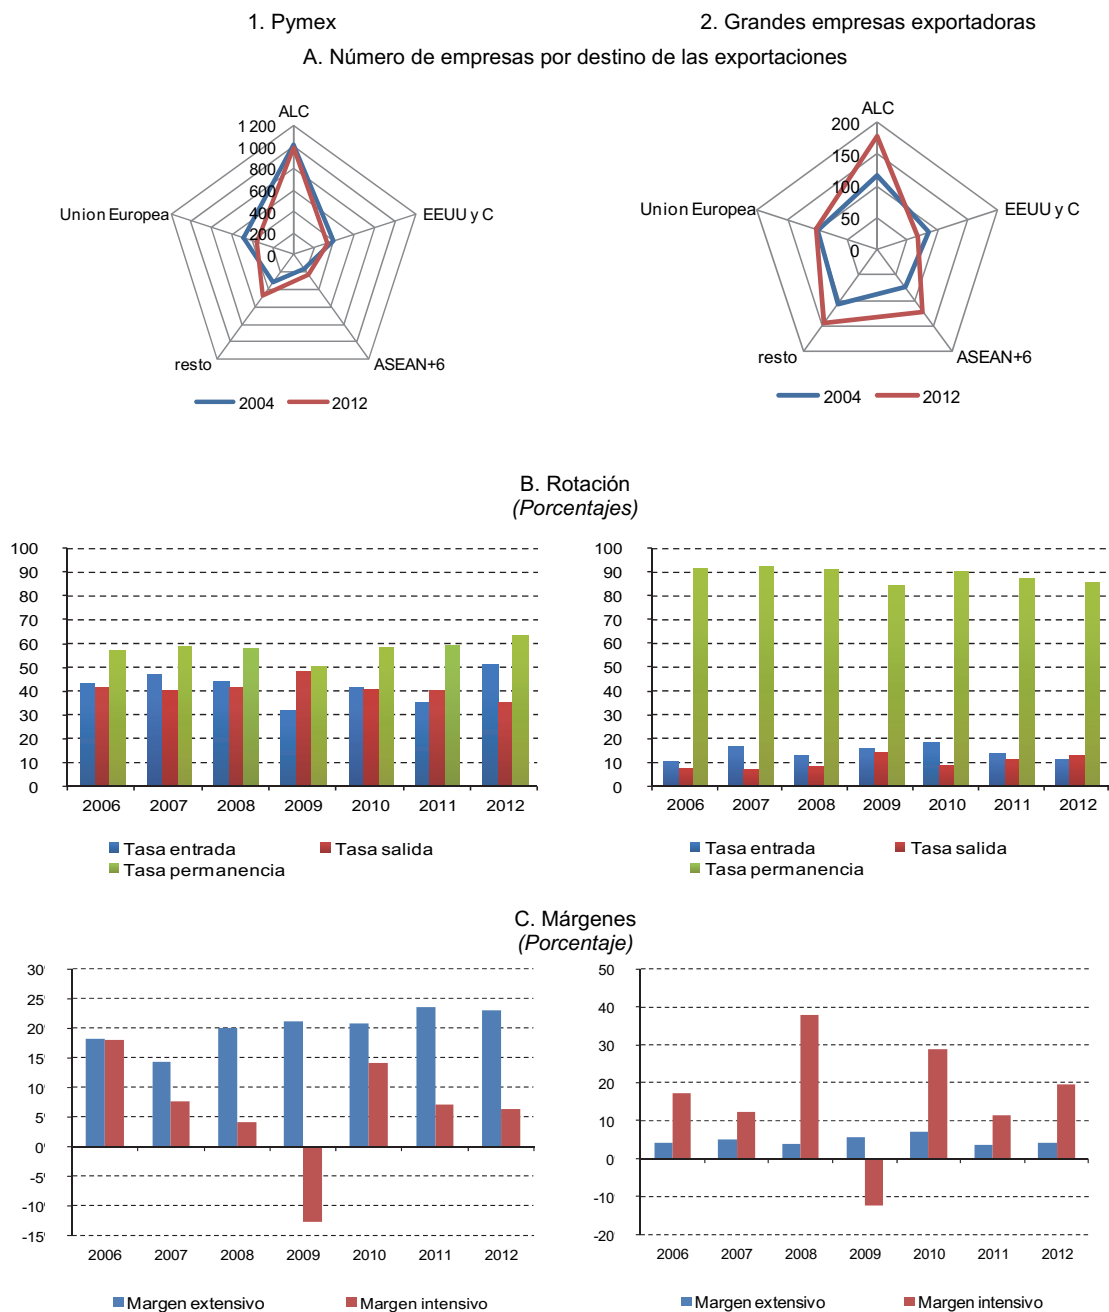 1. Pymex
2. Grandes empresas exportadoras
A. Número de empresas por destino de las exportaciones
ALC
1 200
1 000
800
600
400
200
0
Union Europea
EEUU y C
resto
ASEAN+6
2004
2012
ALC
200
150
100
50
0
Union Europea
EEUU y C
resto
ASEAN+6
2004
2012
B. Rotación
(Porcentajes)
100
90
80
70
60
50
40
30
20
10
0
2006 2007 2008 2009 2010 2011 2012
Tasa entrada
Tasa salida
Tasa permanencia
100
90
80
70
60
50
40
30
20
10
0
2006 2007 2008 2009 2010 2011 2012
Tasa entrada
Tasa salida
Tasa permanencia
C. Márgenes
(Porcentaje)
30
25
20
15
10
5
0
-5
-10
-15
2006 2007 2008 2009 2010 2011 2012
Margen extensivo
Margen intensivo
50
40
30
20
10
0
-10
-20
2006 2007 2008 2009 2010 2011 2012
Margen extensivo
Margen intensivo